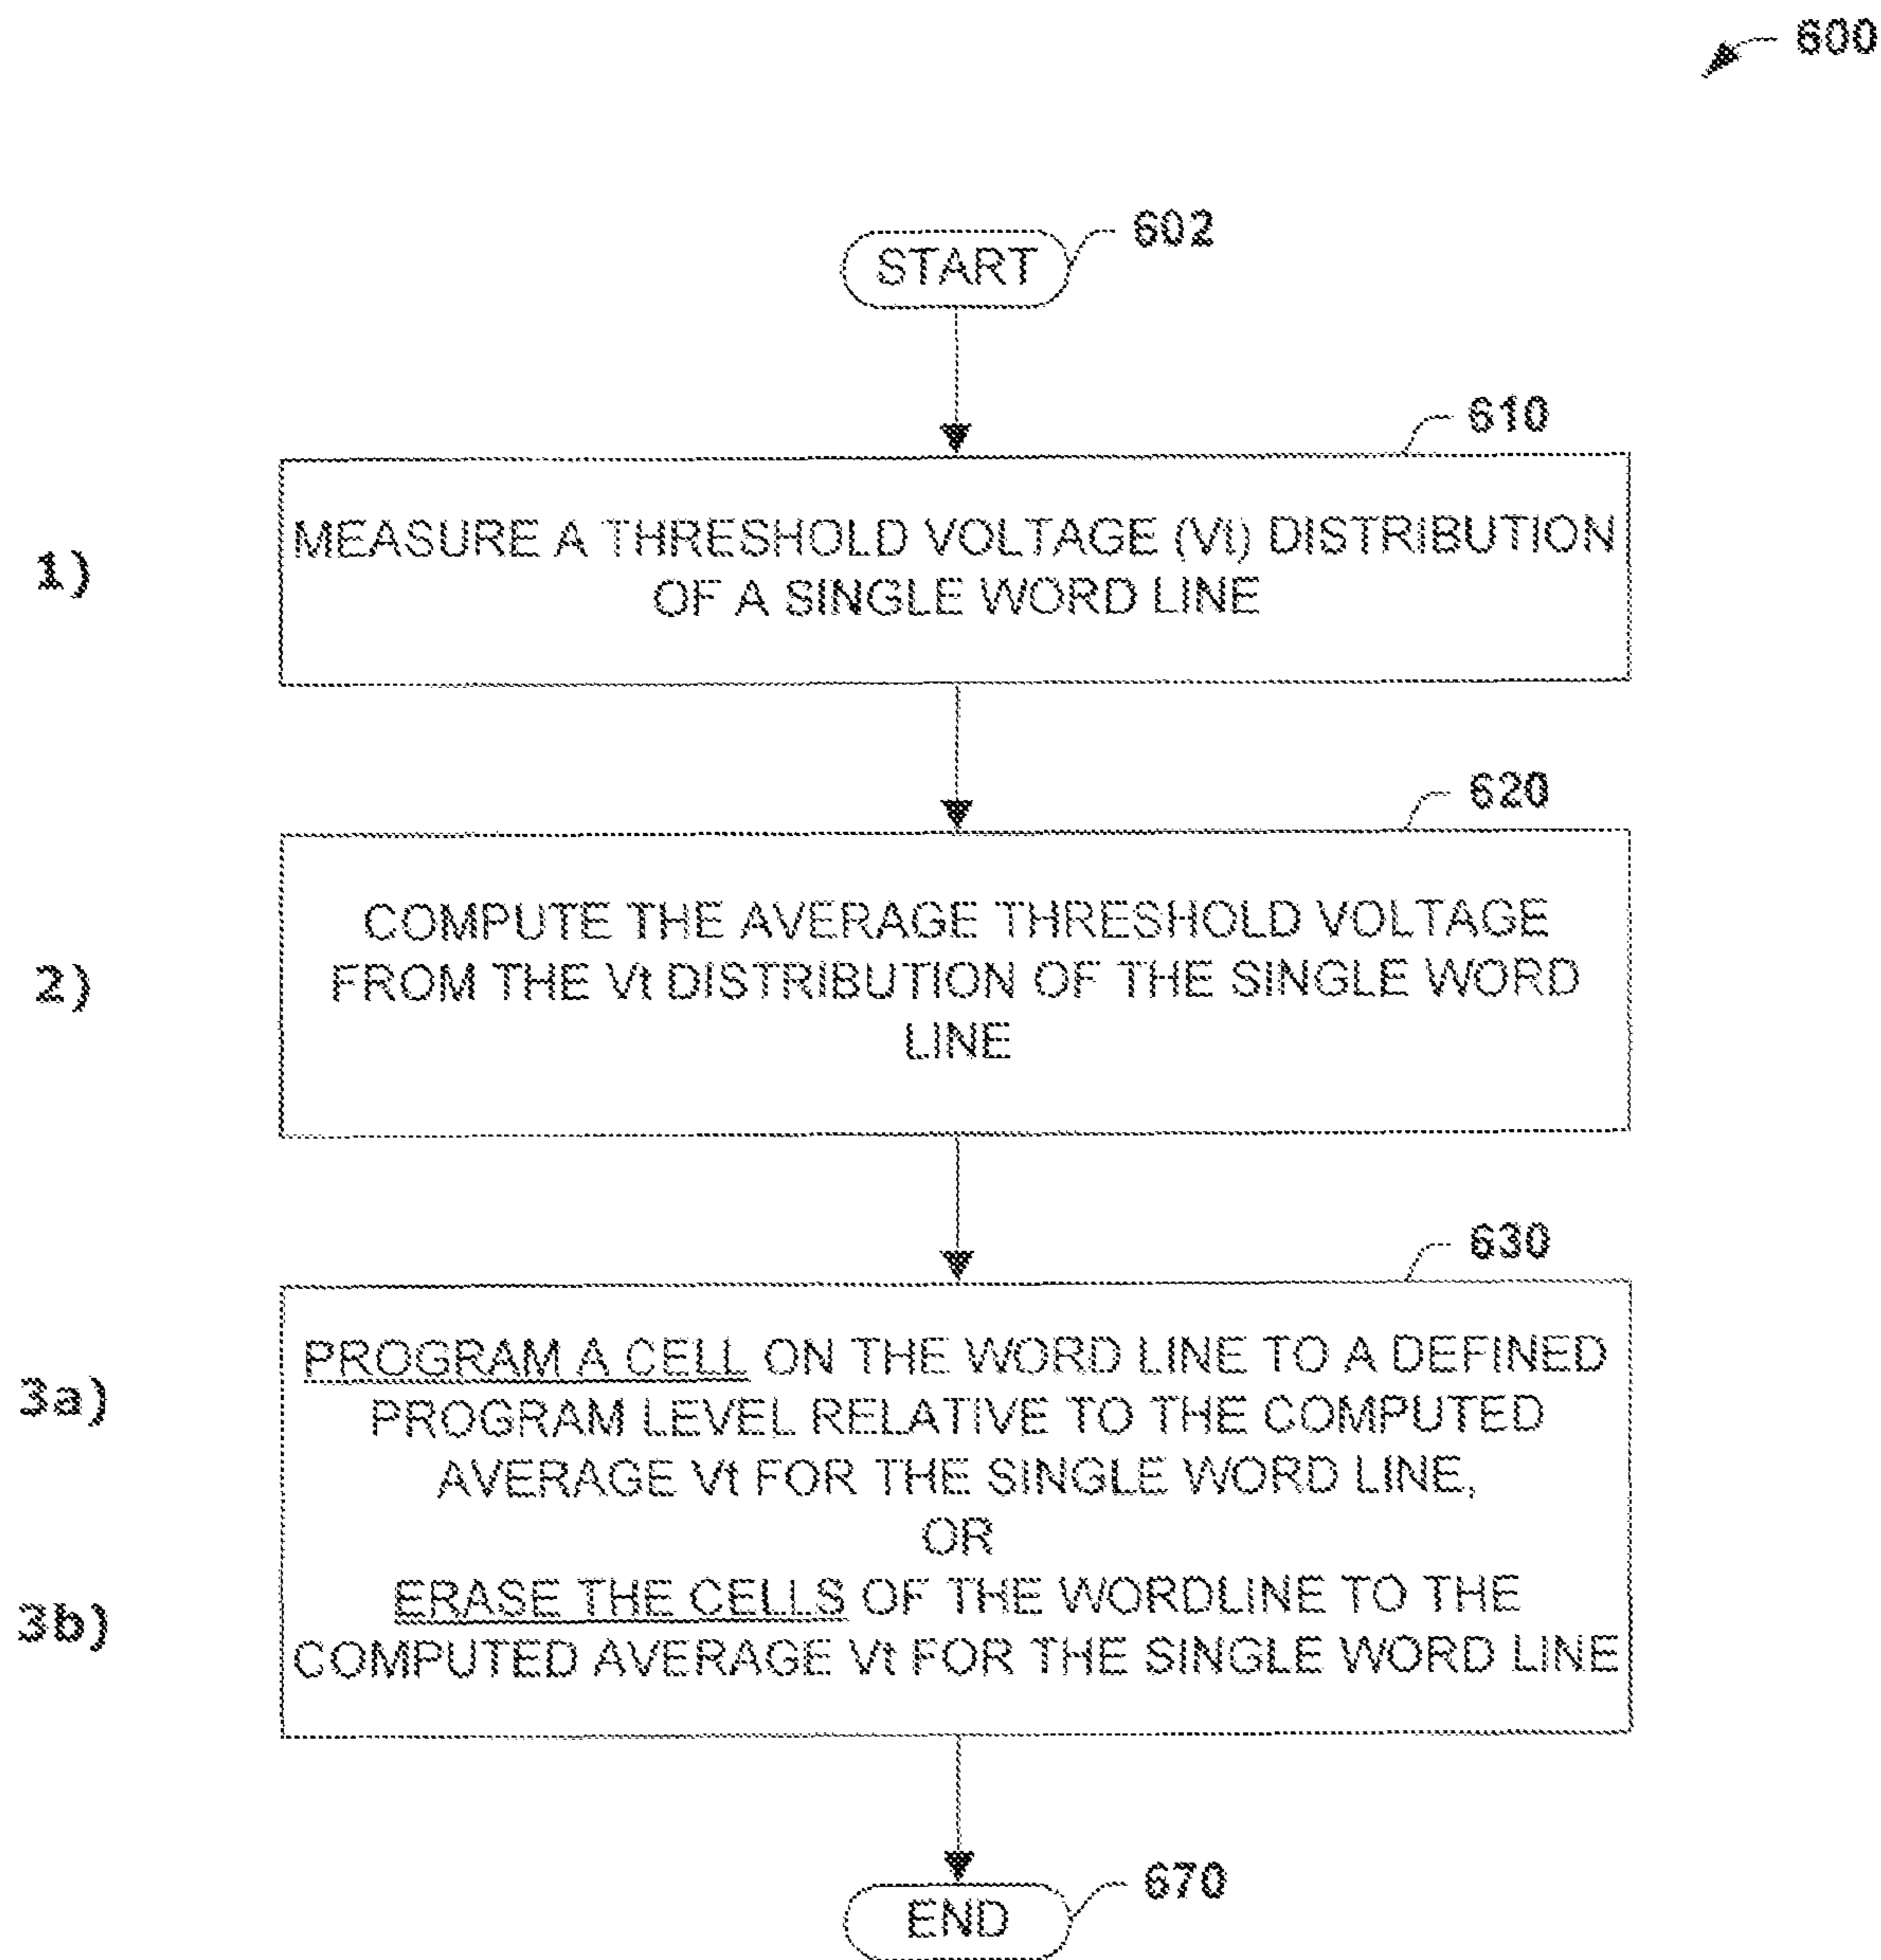 600
START
602
610
1)
MEASURE A THRESHOLD VOLTAGE (Vt) DISTRIBUTION
OF A SINGLE WORD LINE
620
2)
COMPUTE THE AVERAGE THRESHOLD VOLTAGE
FROM THE Vt DISTRIBUTION OF THE SINGLE WORD
LINE
630
3a)
PROGRAM A CELL ON THE WORD LINE TO A DEFINED
PROGRAM LEVEL RELATIVE TO THE COMPUTED
AVERAGE Vt FOR THE SINGLE WORD LINE,
OR
3b)
ERASE THE CELLS OF THE WORDLINE TO THE
COMPUTED AVERAGE Vt FOR THE SINGLE WORD LINE
670
END